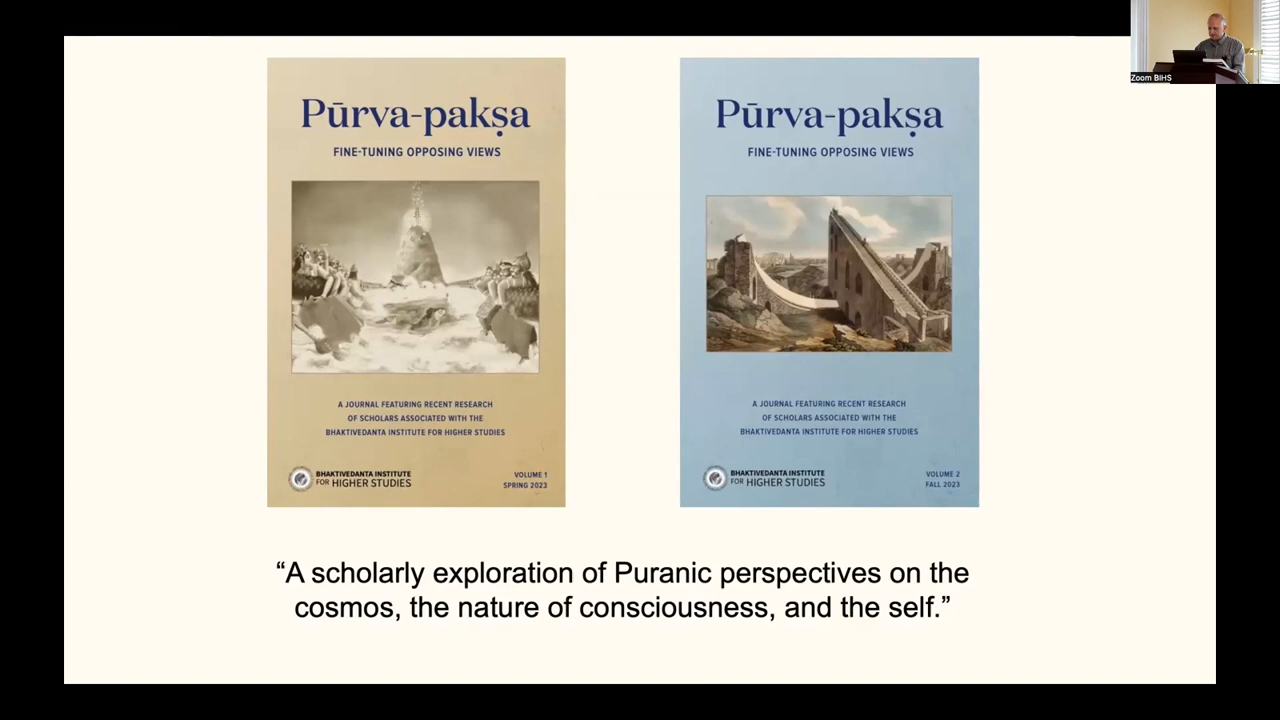 Zoom BIHS
Pūrva-pakṣa
FINE-TUNING OPPOSING VIEWS
A JOURNAL FEATURING RECENT RESEARCH
OF SCHOLARS ASSOCIATED WITH THE
BHAKTIVEDANTA INSTITUTE FOR HIGHER STUDIES
BHAKTIVEDANTA INSTITUTE
FOR HIGHER STUDIES
VOLUME 1
SPRING 2023
Pūrva-pakṣa
FINE-TUNING OPPOSING VIEWS
A JOURNAL FEATURING RECENT RESEARCH
OF SCHOLARS ASSOCIATED WITH THE
BHAKTIVEDANTA INSTITUTE FOR HIGHER STUDIES
BHAKTIVEDANTA INSTITUTE
FOR HIGHER STUDIES
VOLUME 2
FALL 2023
“A scholarly exploration of Puranic perspectives on the
cosmos, the nature of consciousness, and the self.”